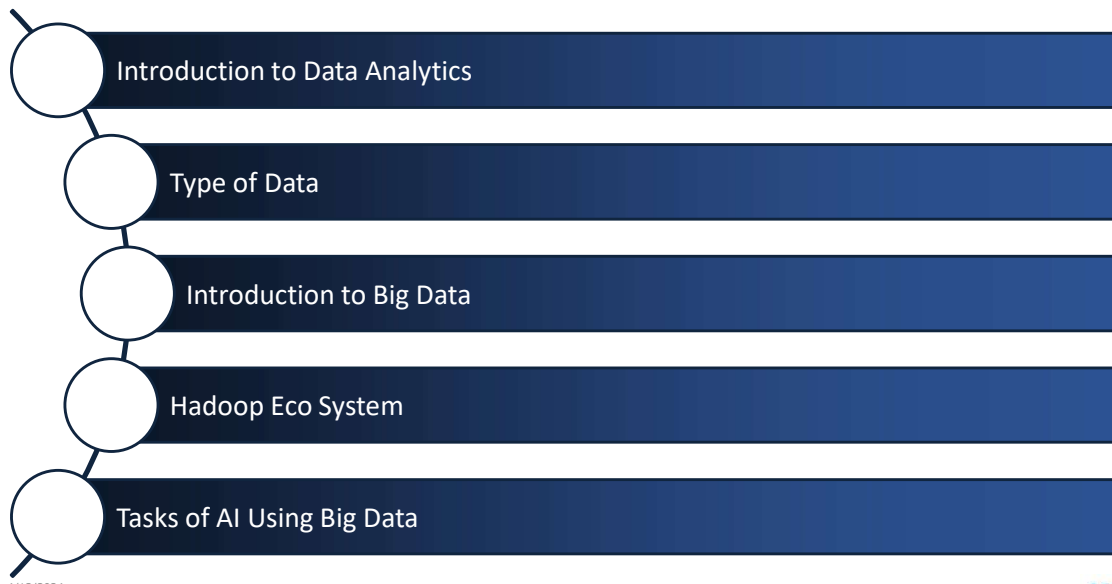 Introduction to Data Analytics
Type of Data
Introduction to Big Data
Hadoop Eco System
Tasks of AI Using Big Data